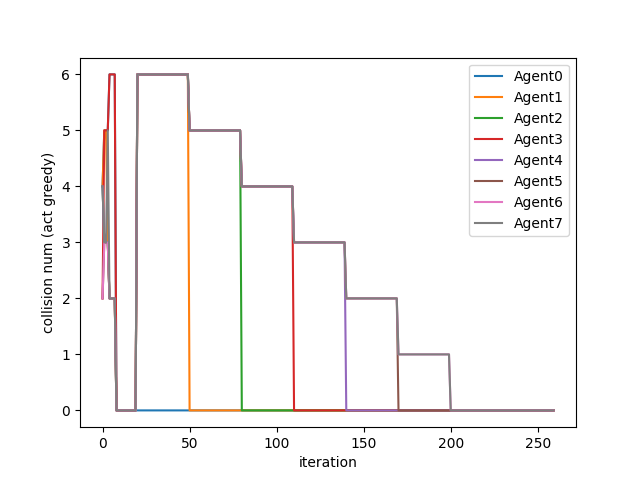 collision num (act greedy)
6
5
4
3
2
1
0
0 50 100 150 200 250
iteration
Agent0
Agent1
Agent2
Agent3
Agent4
Agent5
Agent6
Agent7